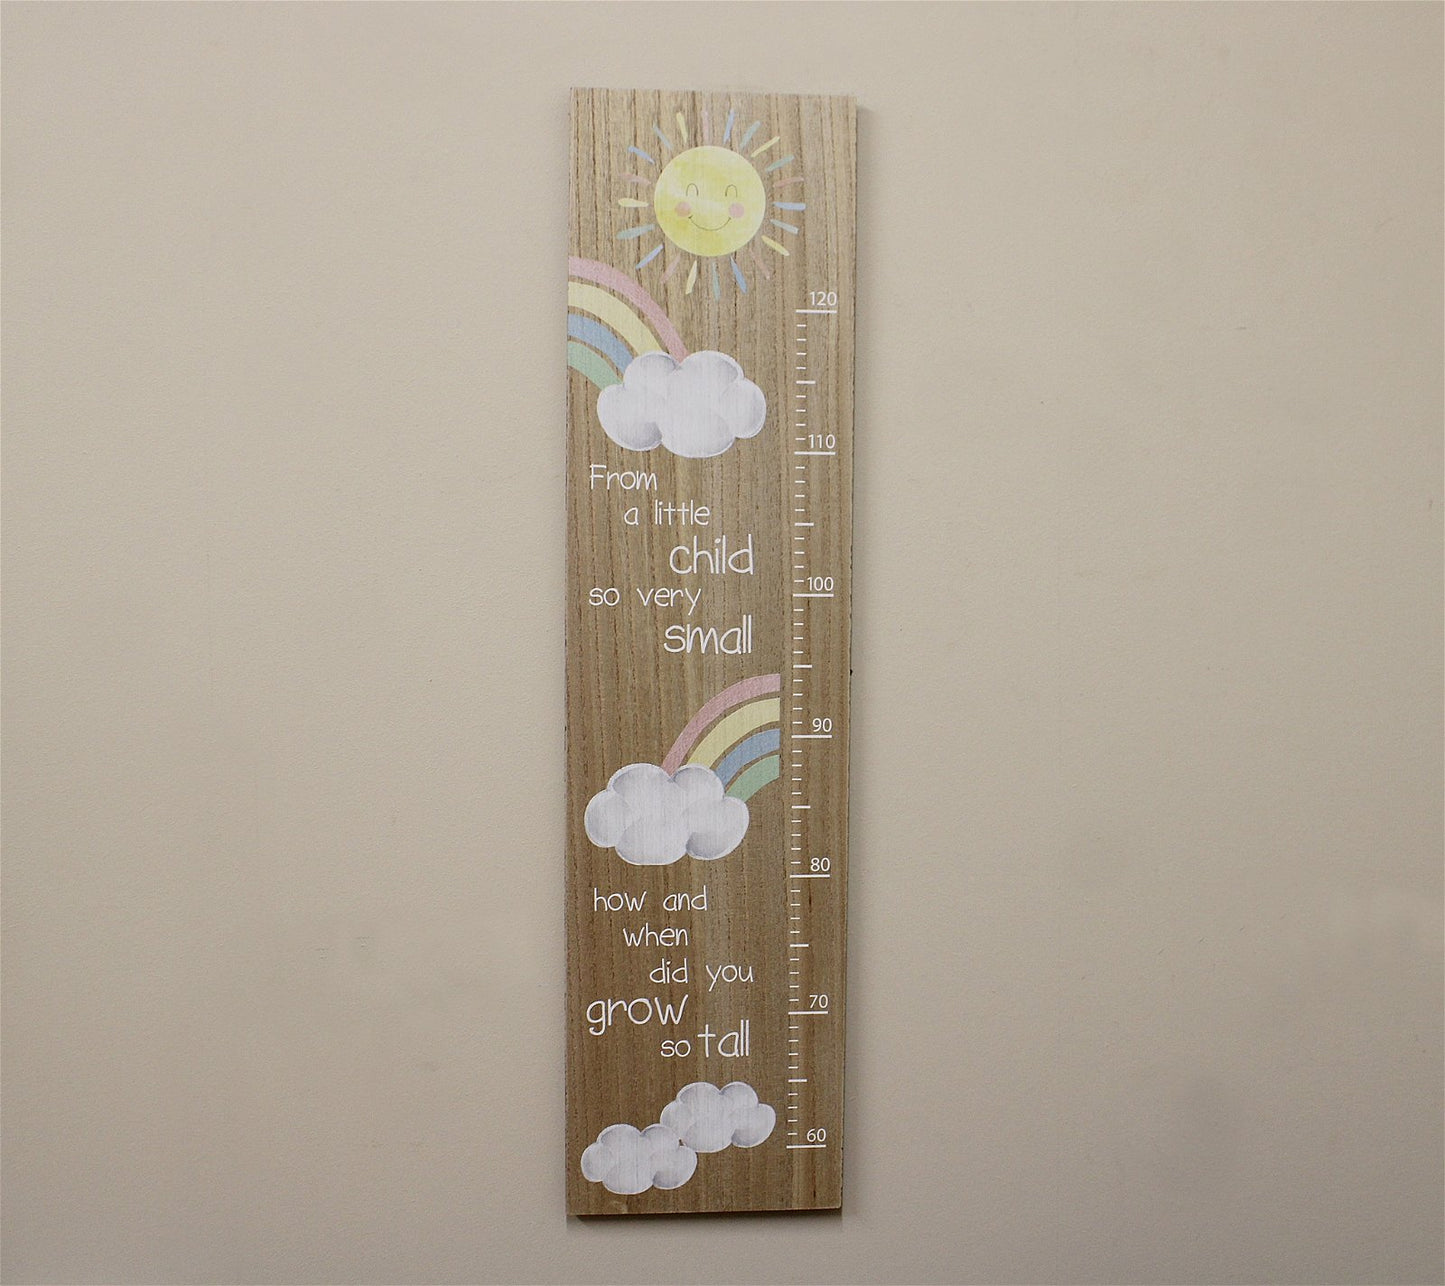 120
110
From
a little
child
100
so very
small
90
80
how and
when
did you
70
grow
so tall
60